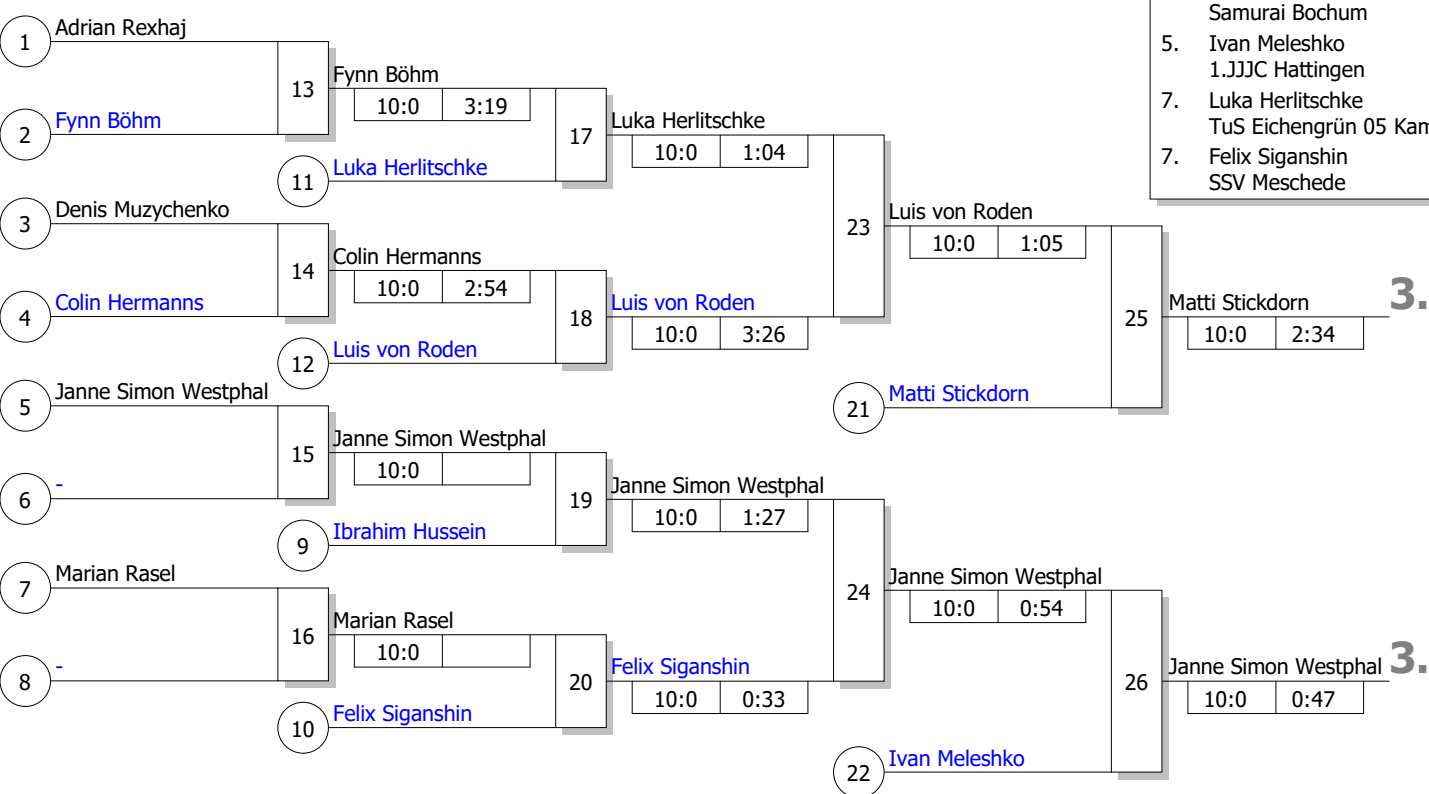 Samurai Bochum
5. Ivan Meleshko
1.JJJC Hattingen
7. Luka Herlitschke
TuS Eichengrün 05 Kam
7. Felix Siganshin
SSV Meschede
1 Adrian Rexhaj
13 Fynn Böhm
10:0 3:19
2 Fynn Böhm
17 Luka Herlitschke
10:0 1:04
11 Luka Herlitschke
3 Denis Muzychenko
23 Luis von Roden
10:0 1:05
14 Colin Hermanns
10:0 2:54
4 Colin Hermanns
18 Luis von Roden
10:0 3:26
25 Matti Stickdorn 3.
10:0 2:34
12 Luis von Roden
5 Janne Simon Westphal
21 Matti Stickdorn
15 Janne Simon Westphal
10:0
6 -
19 Janne Simon Westphal
10:0 1:27
9 Ibrahim Hussein
7 Marian Rasel
24 Janne Simon Westphal
10:0 0:54
16 Marian Rasel
10:0
8 -
20 Felix Siganshin
10:0 0:33
26 Janne Simon Westphal 3.
10:0 0:47
10 Felix Siganshin
22 Ivan Meleshko